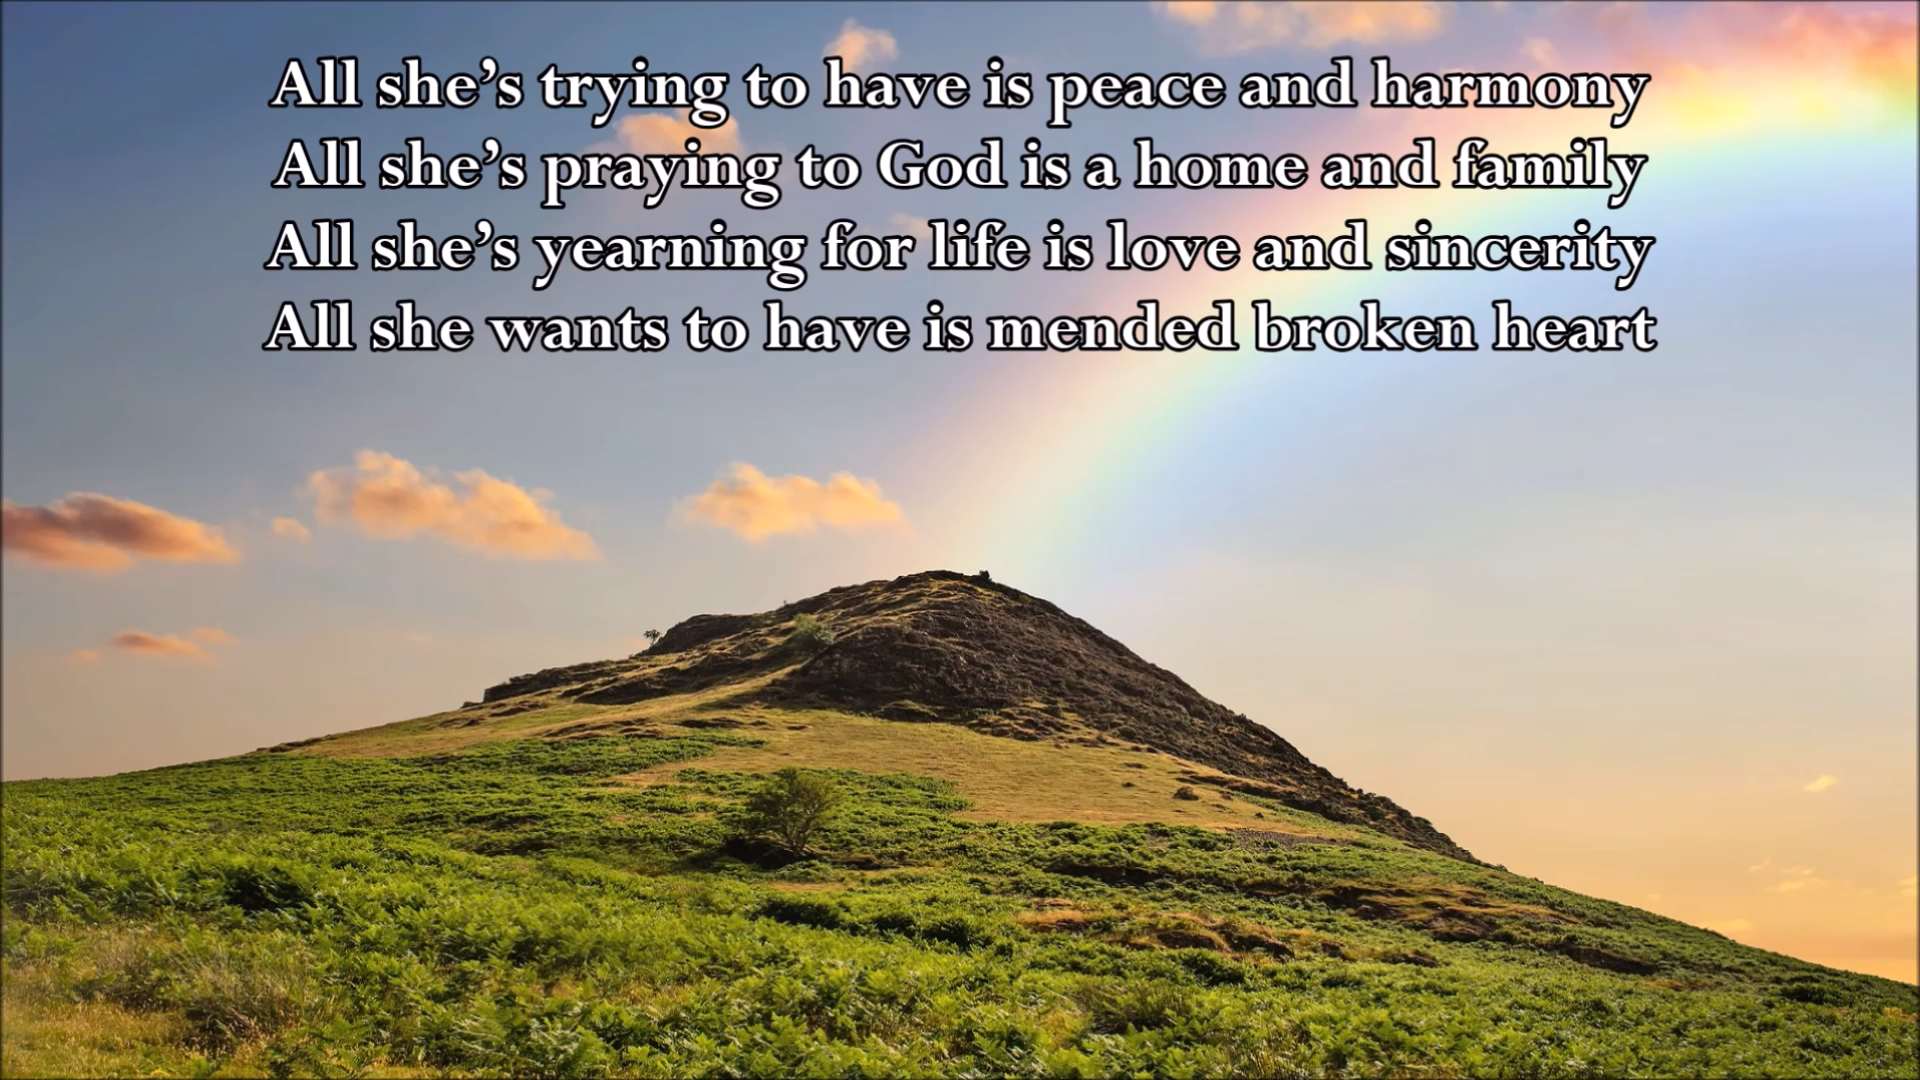 All she’s trying to have is peace and harmony
All she’s praying to God is a home and family
All she’s yearning for life is love and sincerity
All she wants to have is mended broken heart